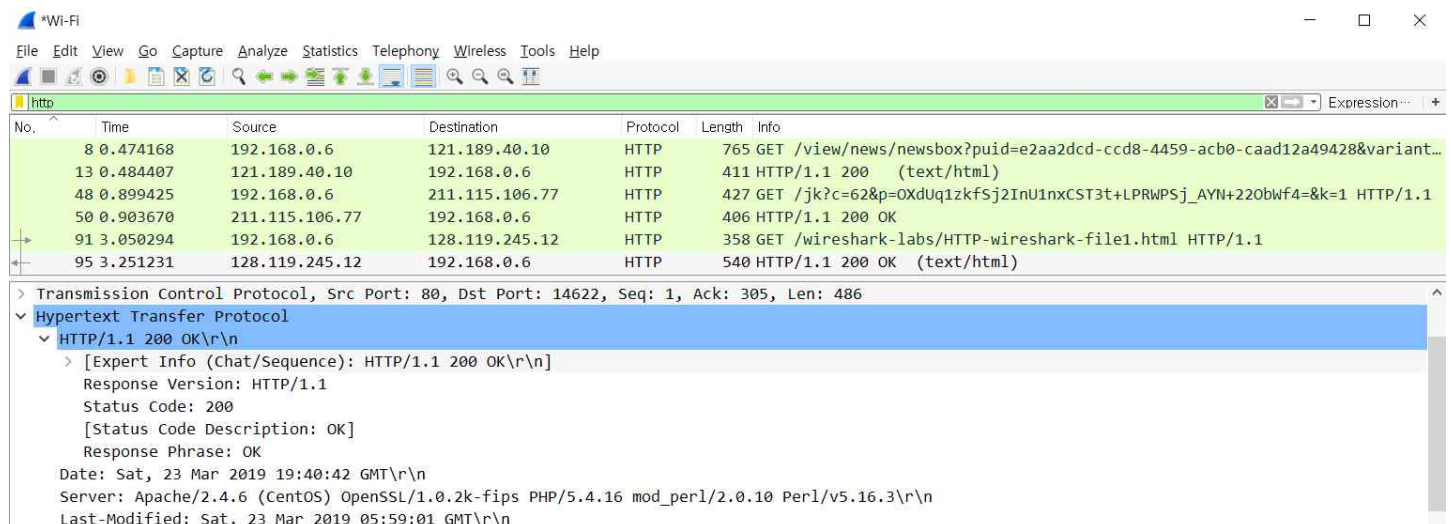 *Wi-Fi
File Edit View Go Capture Analyze Statistics Telephony Wireless Tools Help
http Expression… +
No. Time Source Destination Protocol Length Info
8 0.474168 192.168.0.6 121.189.40.10 HTTP 765 GET /view/news/newsbox?puid=e2aa2dcd-ccd8-4459-acb0-caad12a49428&variant…
13 0.484407 121.189.40.10 192.168.0.6 HTTP 411 HTTP/1.1 200 (text/html)
48 0.899425 192.168.0.6 211.115.106.77 HTTP 427 GET /jk?c=62&p=OXdUq1zkfSj2InU1nxCST3t+LPRWPSj_AYN+22ObWf4=&k=1 HTTP/1.1
50 0.903670 211.115.106.77 192.168.0.6 HTTP 406 HTTP/1.1 200 OK
91 3.050294 192.168.0.6 128.119.245.12 HTTP 358 GET /wireshark-labs/HTTP-wireshark-file1.html HTTP/1.1
95 3.251231 128.119.245.12 192.168.0.6 HTTP 540 HTTP/1.1 200 OK (text/html)
Transmission Control Protocol, Src Port: 80, Dst Port: 14622, Seq: 1, Ack: 305, Len: 486
Hypertext Transfer Protocol
HTTP/1.1 200 OK\r\n
[Expert Info (Chat/Sequence): HTTP/1.1 200 OK\r\n]
Response Version: HTTP/1.1
Status Code: 200
[Status Code Description: OK]
Response Phrase: OK
Date: Sat, 23 Mar 2019 19:40:42 GMT\r\n
Server: Apache/2.4.6 (CentOS) OpenSSL/1.0.2k-fips PHP/5.4.16 mod_perl/2.0.10 Perl/v5.16.3\r\n
Last-Modified: Sat, 23 Mar 2019 05:59:01 GMT\r\n